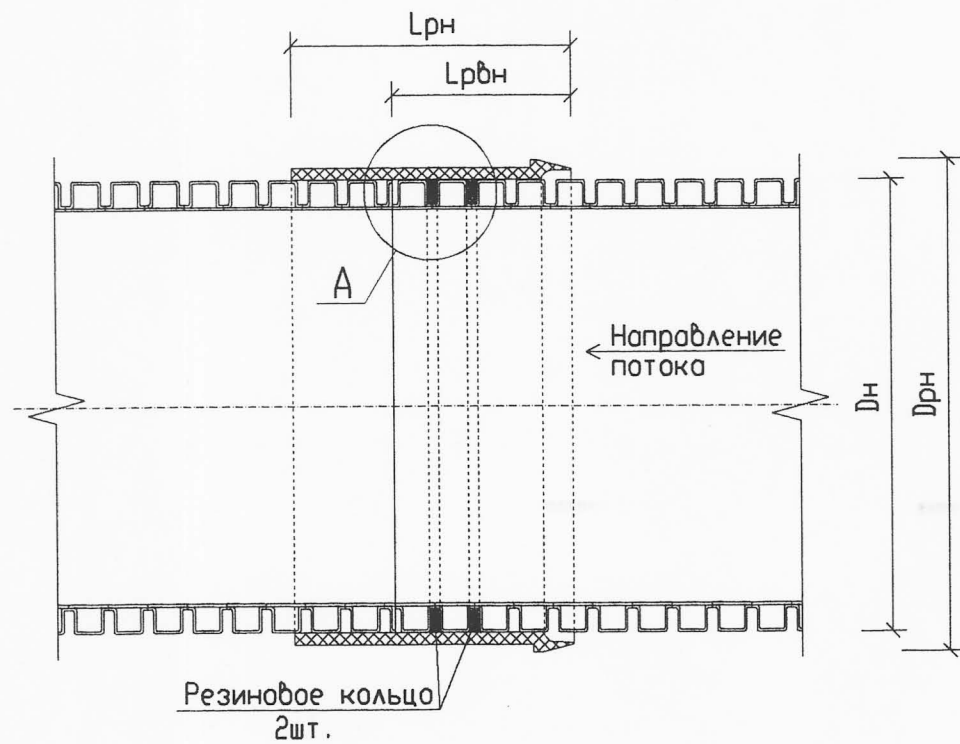 Lрн
Lрвн
А
Направление
потока
Dн
Dрн
Резиновое кольцо
2шт.